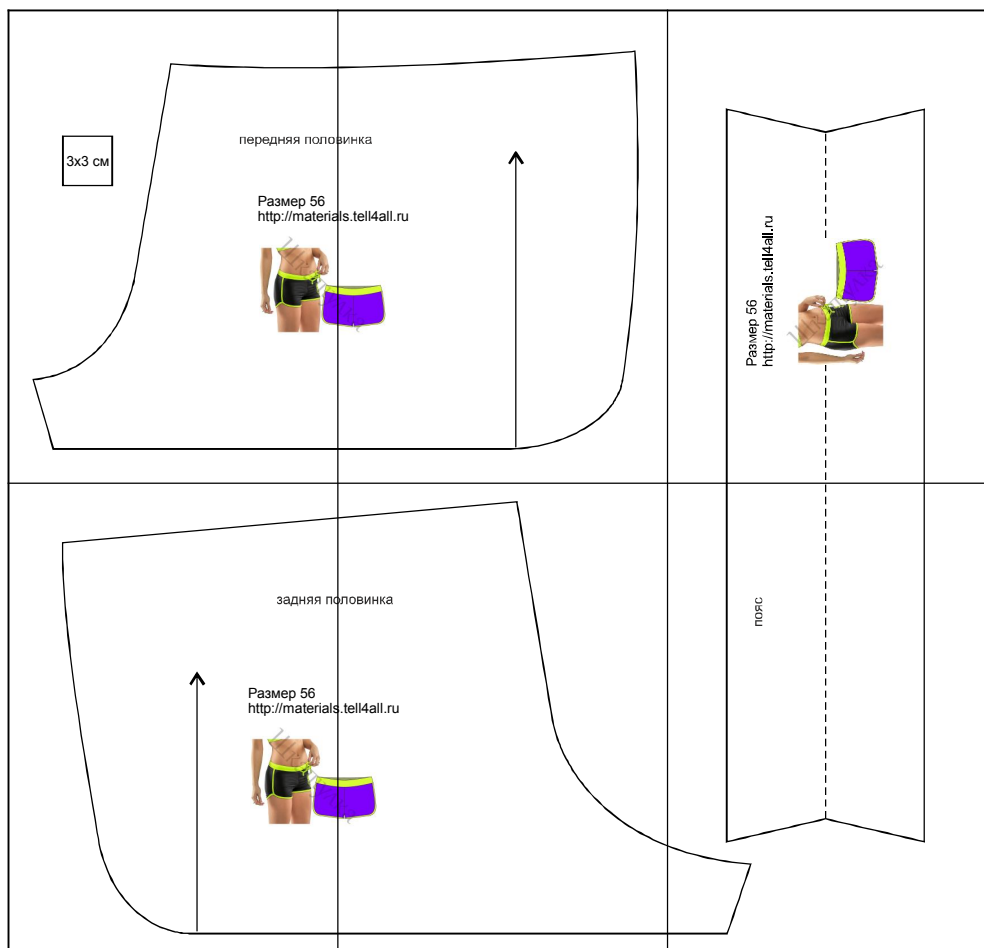 передняя половинка
3х3 см
Размер 56
http://materials.tell4all.ru
Размер 56
http://materials.tell4all.ru
задняя половинка
Размер 56
http://materials.tell4all.ru
пояс